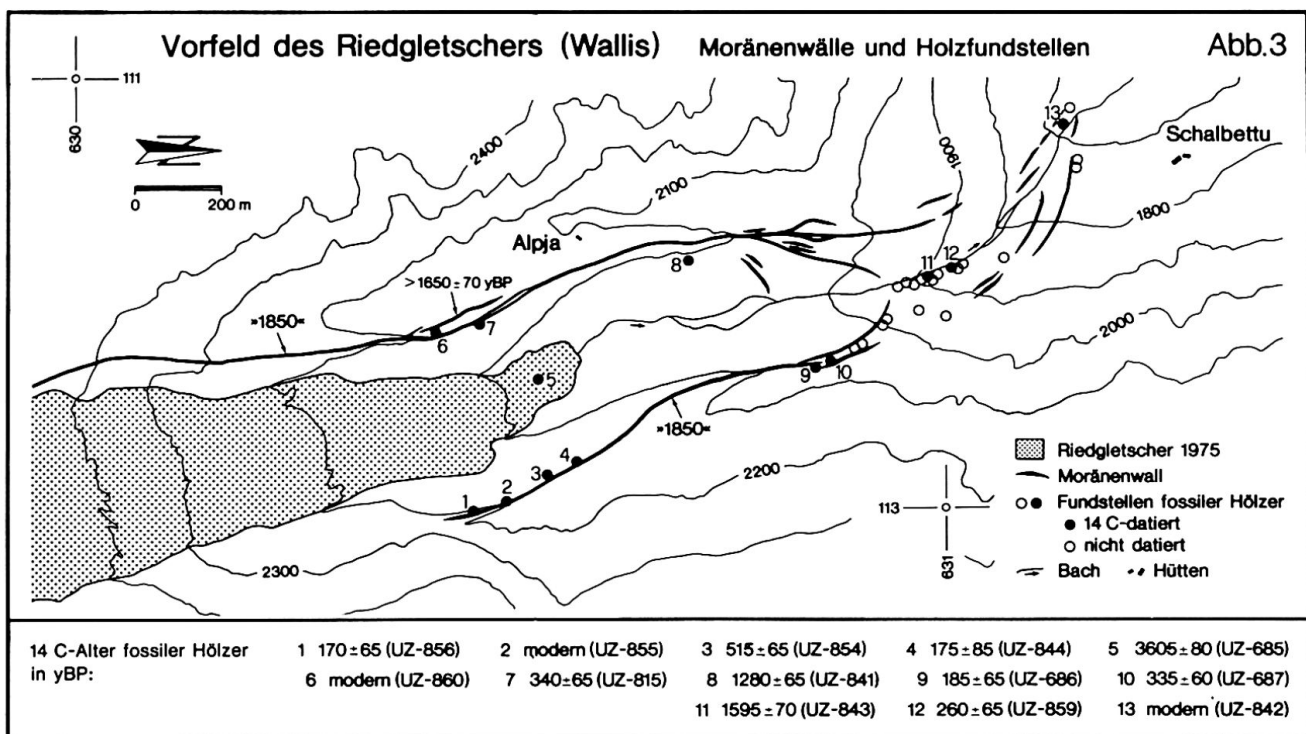 Vorfeld des Riedgletschers (Wallis) Moränenwälle und Holzfundstellen Abb.3
111
630
0 200 m
2400
2100
1900
13
Schalbettu
1800
Alpja
8
11
12
>1650±70 yBP
»1850«
6
7
5
2000
9
10
»1850«
3
4
2200
1
2
2300
113
631
Riedgletscher 1975
Moränenwall
Fundstellen fossiler Hölzer
14 C-datiert
nicht datiert
Bach Hütten
14 C-Alter fossiler Hölzer in yBP:
1 170±65 (UZ-856) 2 modern (UZ-855) 3 515±65 (UZ-854) 4 175±85 (UZ-844) 5 3605±80 (UZ-685)
6 modern (UZ-860) 7 340±65 (UZ-815) 8 1280±65 (UZ-841) 9 185±65 (UZ-686) 10 335±60 (UZ-687)
11 1595±70 (UZ-843) 12 260±65 (UZ-859) 13 modern (UZ-842)